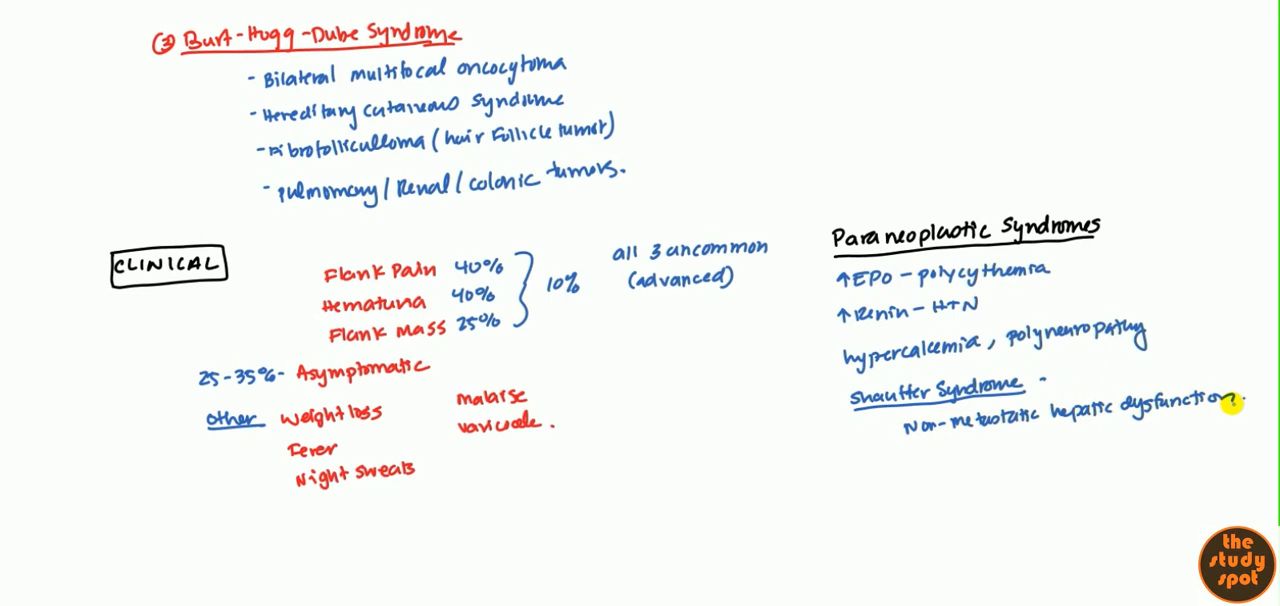 (3) Burt-Hogg-Dube Syndrome
- Bilateral multifocal oncocytoma
- Hereditary cutaneous syndrome
- Fibrofolliculloma (hair follicle tumor)
- Pulmonary / Renal / colonic tumors.
CLINICAL
Flank Pain 40%
Hematuria 40%
Flank Mass 25%
10%
all 3 uncommon
(advanced)
25-35% - Asymptomatic
other weight loss
Fever
Night sweats
malaise
varicocele.
Paraneoplastic Syndromes
↑EPO - polycythemia
↑Renin - HTN
hypercalcemia, polyneuropathy
Shauffer Syndrome -
Non-metastatic hepatic dysfunction.
the
study
spot